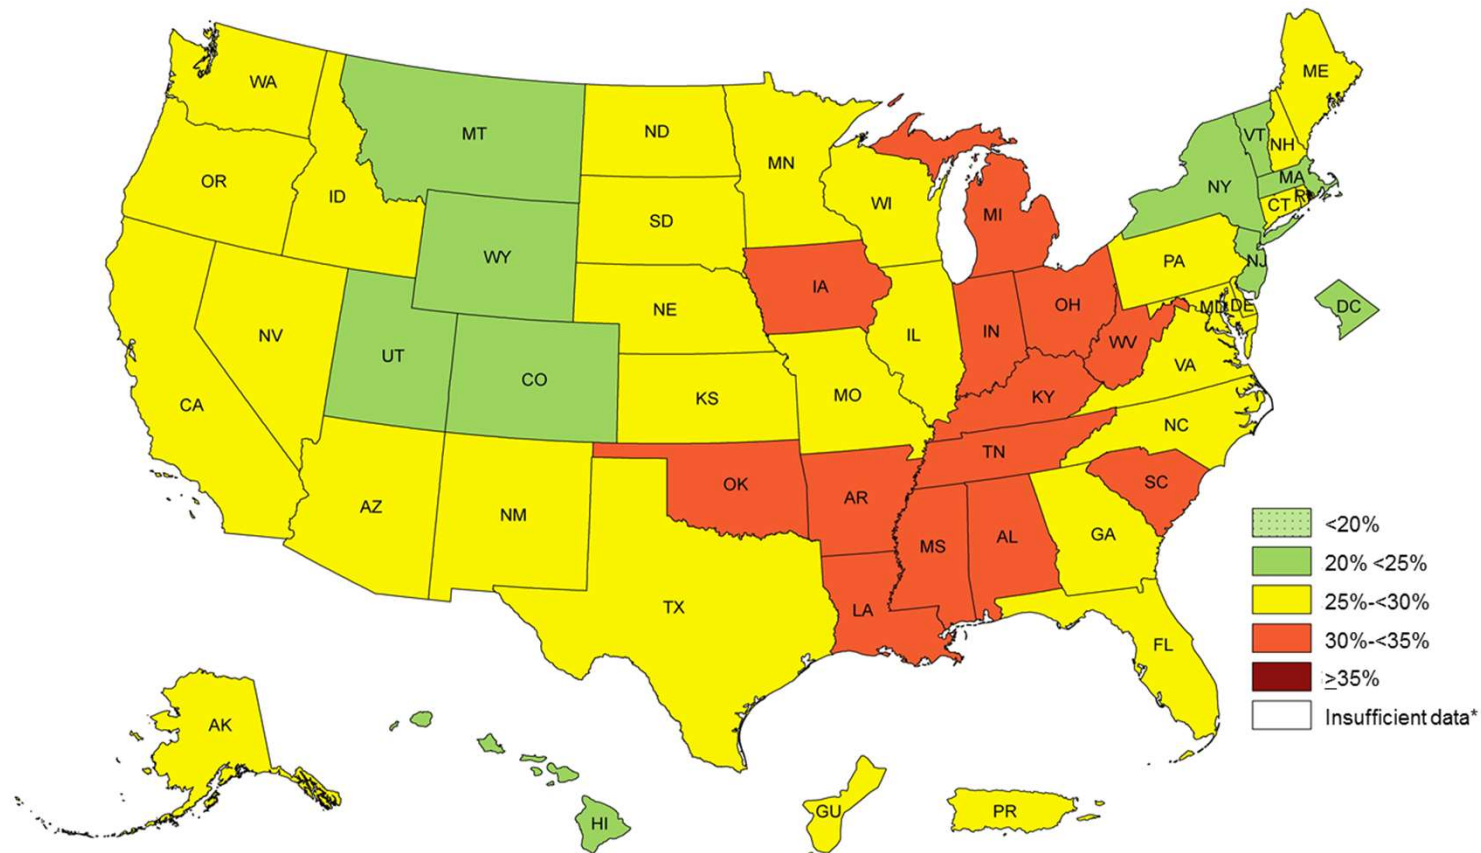 WA
MT
ND
MN
ME
OR
ID
SD
WI
MI
VT
NH
NY
MA
CT
RI
WY
IA
PA
NJ
NE
OH
MD
DE
DC
NV
UT
CO
IL
IN
WV
VA
CA
KS
MO
KY
NC
TN
AZ
NM
OK
AR
SC
MS
AL
GA
TX
LA
FL
AK
HI
GU
PR
<20%
20% <25%
25%-<30%
30%-<35%
≥35%
Insufficient data*